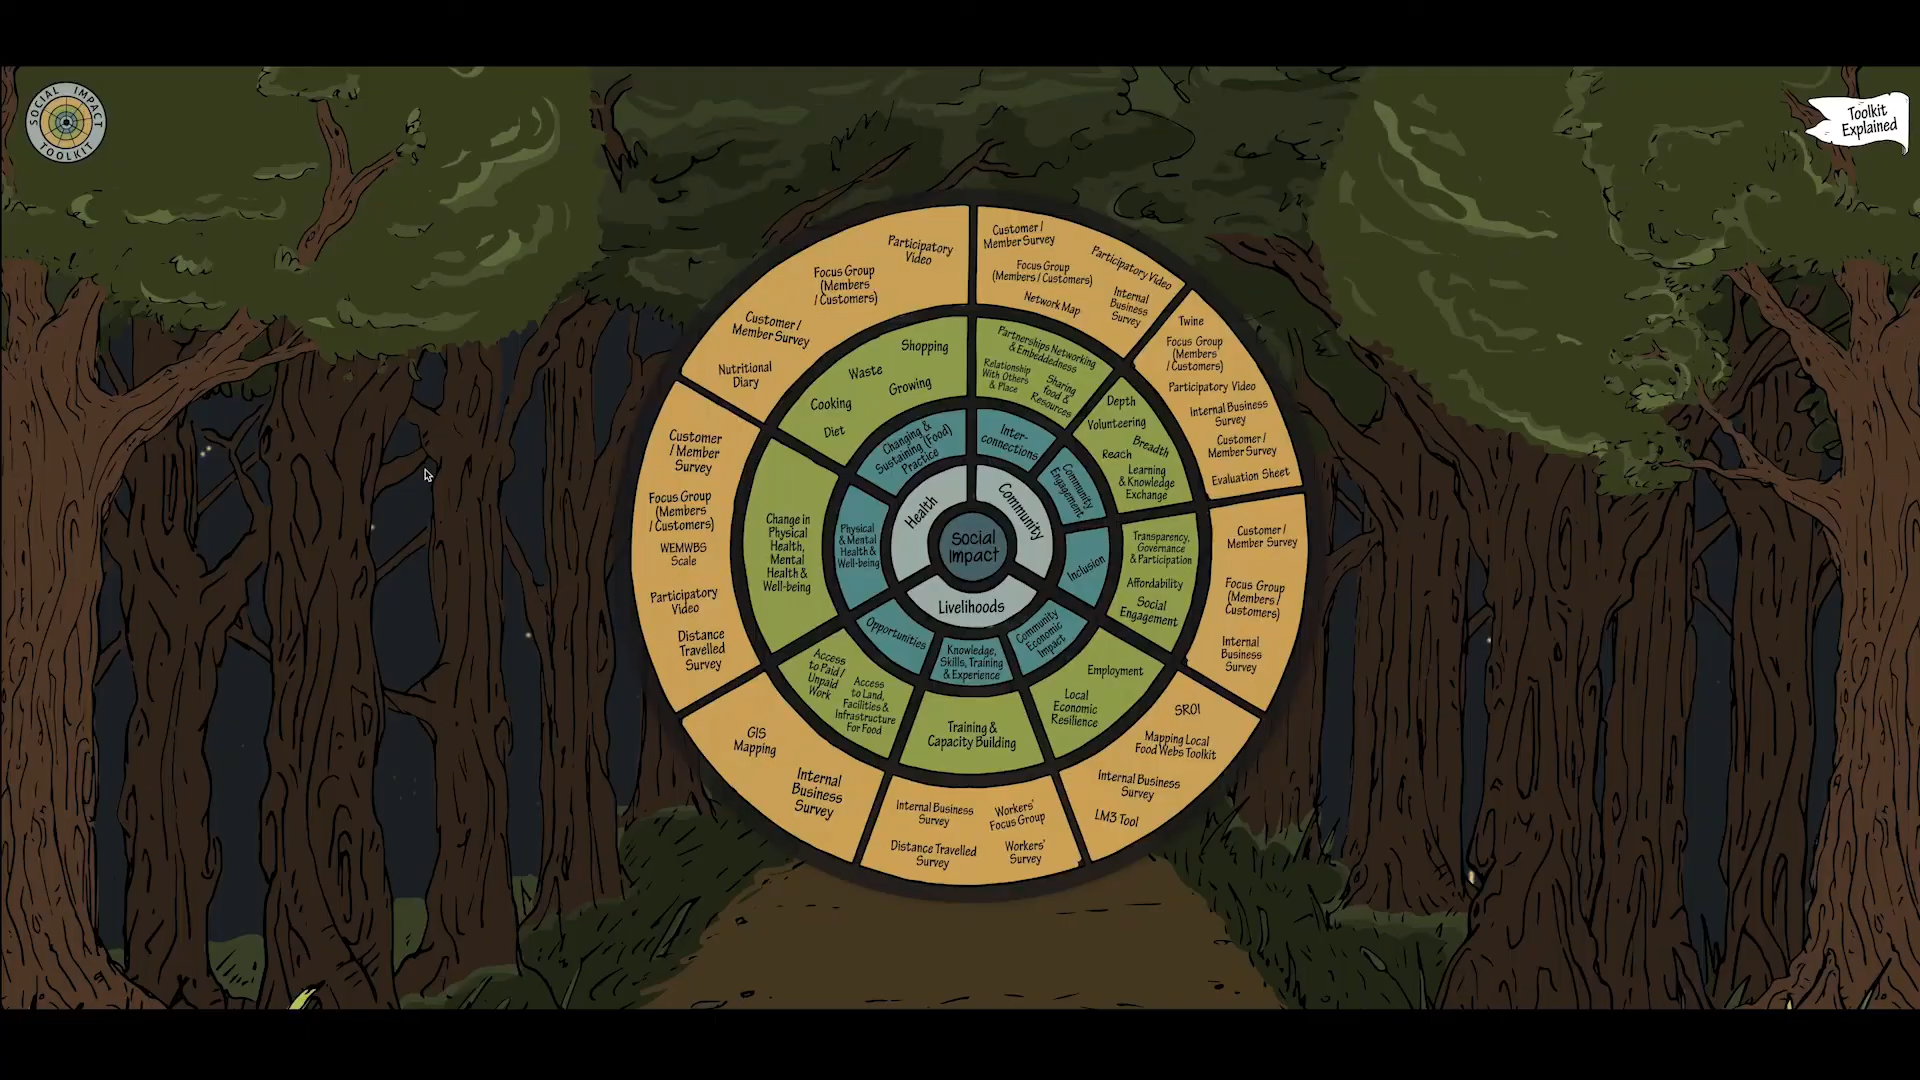 SOCIAL IMPACT
TOOLKIT
Toolkit
Explained
Social
Impact
Health
Community
Livelihoods
Changing &
Sustaining (Food)
Practice
Inter-
connections
Community
Engagement
Inclusion
Community
Economic
Impact
Knowledge,
Skills, Training
& Experience
Opportunities
Physical
& Mental
Health &
Well-being
Shopping
Waste
Growing
Cooking
Diet
Partnerships Networking
& Embeddedness
Relationship
With Others
& Place
Sharing
food &
Resources
Depth
Volunteering
Breadth
Reach
Learning
& Knowledge
Exchange
Transparency,
Governance
& Participation
Affordability
Social
Engagement
Employment
Local
Economic
Resilience
Training &
Capacity Building
Access
to Paid /
Unpaid
Work
Access
to Land,
Facilities &
Infrastructure
For Food
Change in
Physical
Health,
Mental
Health &
Well-being
Participatory
Video
Focus Group
(Members
/ Customers)
Customer /
Member Survey
Nutritional
Diary
Customer /
Member Survey
Participatory Video
Focus Group
(Members / Customers)
Network Map
Internal
Business
Survey
Twine
Focus Group
(Members
/ Customers)
Participatory Video
Internal Business
Survey
Customer /
Member Survey
Evaluation Sheet
Customer /
Member Survey
Focus Group
(Members /
Customers)
Internal
Business
Survey
SROI
Mapping Local
Food Webs Toolkit
Internal Business
Survey
LM3 Tool
Internal Business
Survey
Workers'
Focus Group
Distance Travelled
Survey
Workers'
Survey
GIS
Mapping
Internal
Business
Survey
Customer
/ Member
Survey
Focus Group
(Members
/ Customers)
WEMWBS
Scale
Participatory
Video
Distance
Travelled
Survey